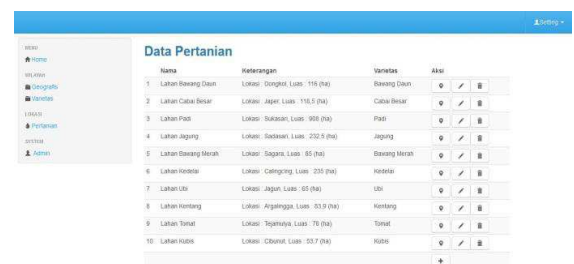 Setting
MENU
Home
WILAYAH
Geografis
Varietas
LOKASI
Pertanian
SYSTEM
Admin
Data Pertanian
Nama Keterangan Varietas Aksi
1 Lahan Bawang Daun Lokasi : Dongkol, Luas : 116 (ha) Bawang Daun
2 Lahan Cabai Besar Lokasi : Japer, Luas : 116,5 (ha) Cabai Besar
3 Lahan Padi Lokasi : Sukasari, Luas : 908 (ha) Padi
4 Lahan Jagung Lokasi : Sadasari, Luas : 232,5 (ha) Jagung
5 Lahan Bawang Merah Lokasi : Sagara, Luas : 85 (ha) Bawang Merah
6 Lahan Kedelai Lokasi : Calingcing, Luas : 235 (ha) Kedelai
7 Lahan Ubi Lokasi : Jagun, Luas : 65 (ha) Ubi
8 Lahan Kentang Lokasi : Argalingga, Luas : 83,9 (ha) Kentang
9 Lahan Tomat Lokasi : Tejamulya, Luas : 76 (ha) Tomat
10 Lahan Kubis Lokasi : Cibunut, Luas : 53,7 (ha) Kubis